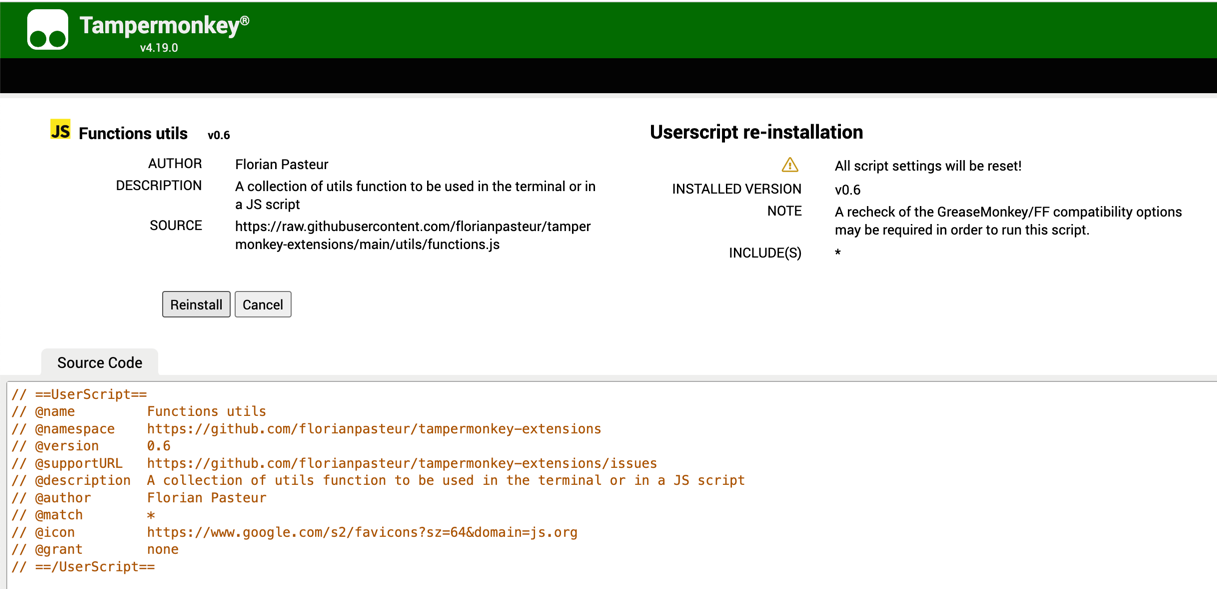 Tampermonkey®
v4.19.0
JS Functions utils v0.6
AUTHOR Florian Pasteur
DESCRIPTION A collection of utils function to be used in the terminal or in
a JS script
SOURCE https://raw.githubusercontent.com/florianpasteur/tamper
monkey-extensions/main/utils/functions.js
Reinstall Cancel
Userscript re-installation
All script settings will be reset!
INSTALLED VERSION v0.6
NOTE A recheck of the GreaseMonkey/FF compatibility options
may be required in order to run this script.
INCLUDE(S) *
Source Code
// ==UserScript==
// @name Functions utils
// @namespace https://github.com/florianpasteur/tampermonkey-extensions
// @version 0.6
// @supportURL https://github.com/florianpasteur/tampermonkey-extensions/issues
// @description A collection of utils function to be used in the terminal or in a JS script
// @author Florian Pasteur
// @match *
// @icon https://www.google.com/s2/favicons?sz=64&domain=js.org
// @grant none
// ==/UserScript==